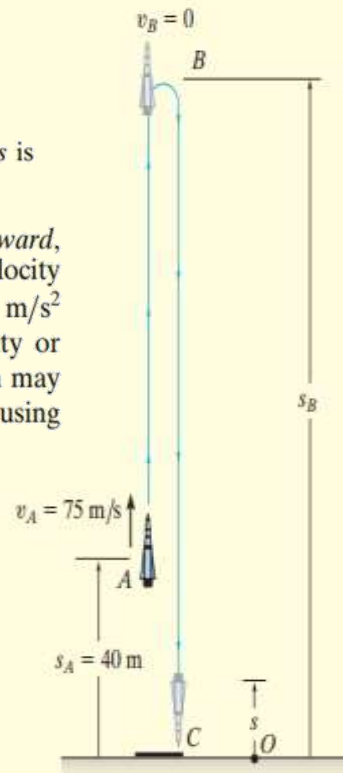 v_B = 0
B
s is
ward,
locity
m/s²
ty or
may
using
s_B
v_A = 75 m/s
A
s_A = 40 m
s
C
O